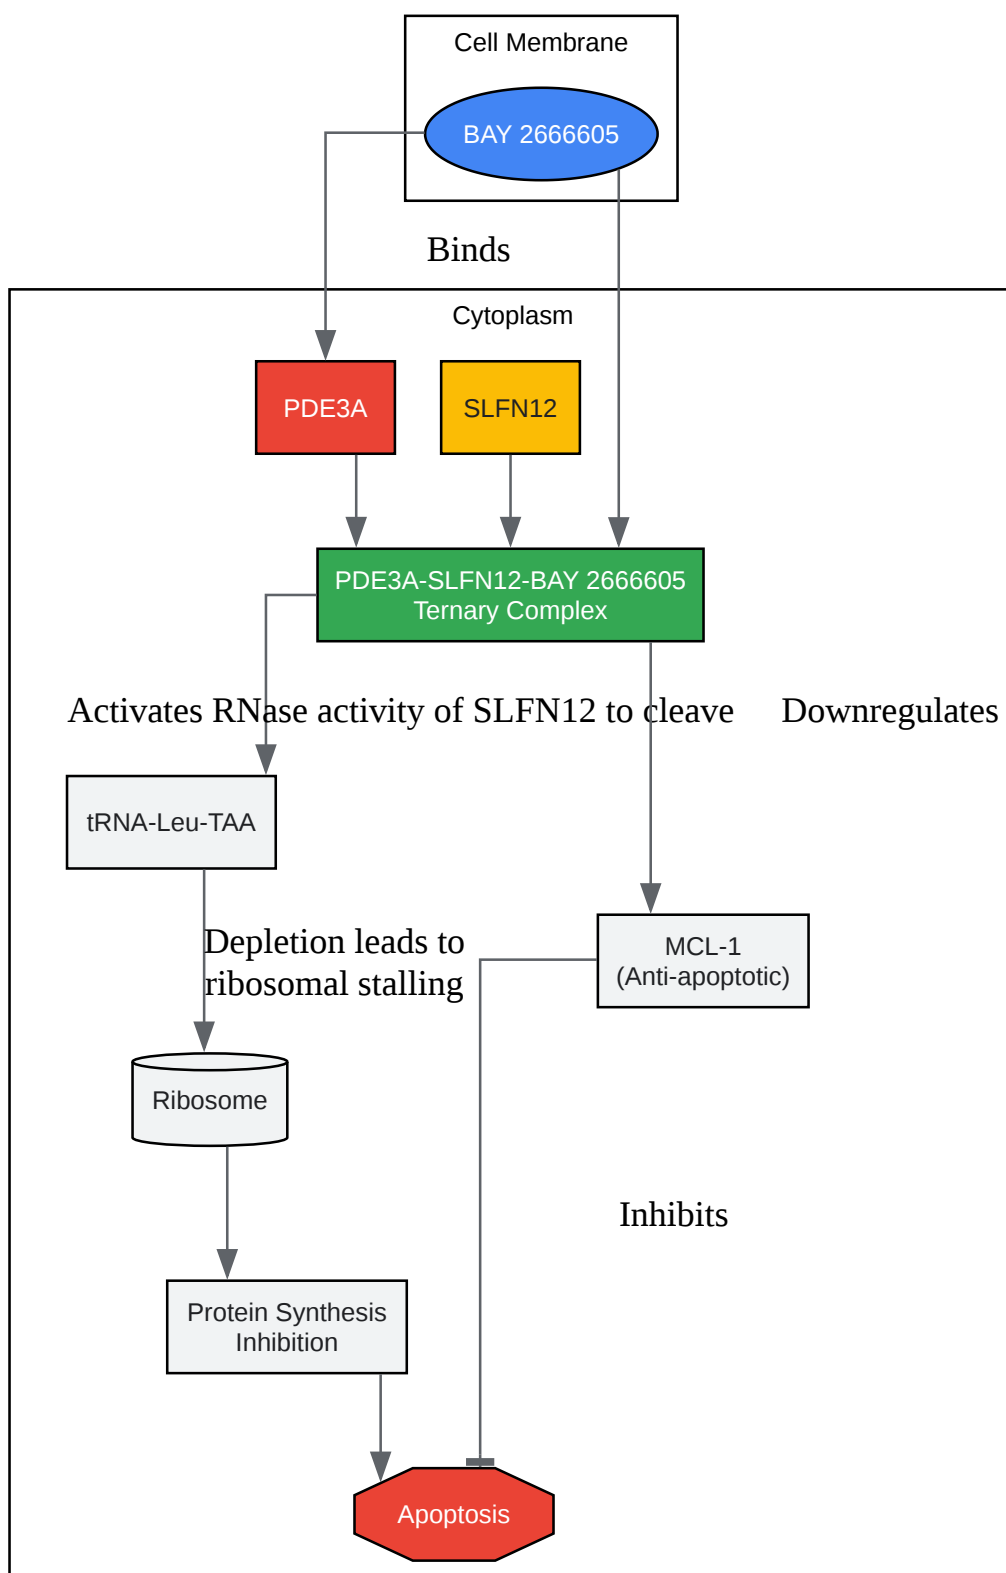 Cell Membrane
BAY 2666605
Binds
Cytoplasm
PDE3A
SLFN12
PDE3A-SLFN12-BAY 2666605
Ternary Complex
Activates RNase activity of SLFN12 to cleave
Downregulates
tRNA-Leu-TAA
Depletion leads to
ribosomal stalling
MCL-1
(Anti-apoptotic)
Ribosome
Inhibits
Protein Synthesis
Inhibition
Apoptosis